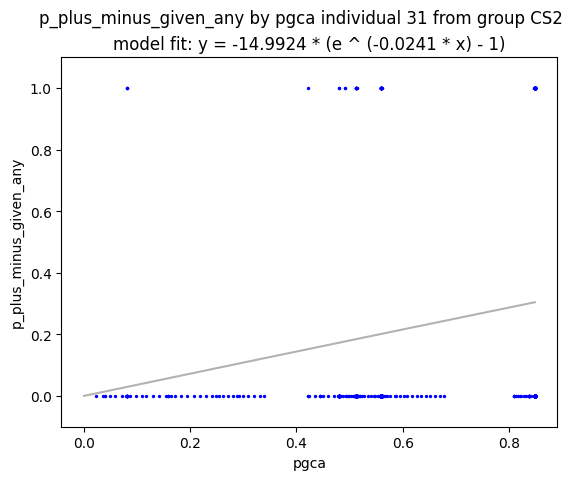 p_plus_minus_given_any by pgca individual 31 from group CS2
model fit: y = -14.9924 * (e ^ (-0.0241 * x) - 1)
1.0
0.8
0.6
0.4
0.2
0.0
p_plus_minus_given_any
0.0 0.2 0.4 0.6 0.8
pgca